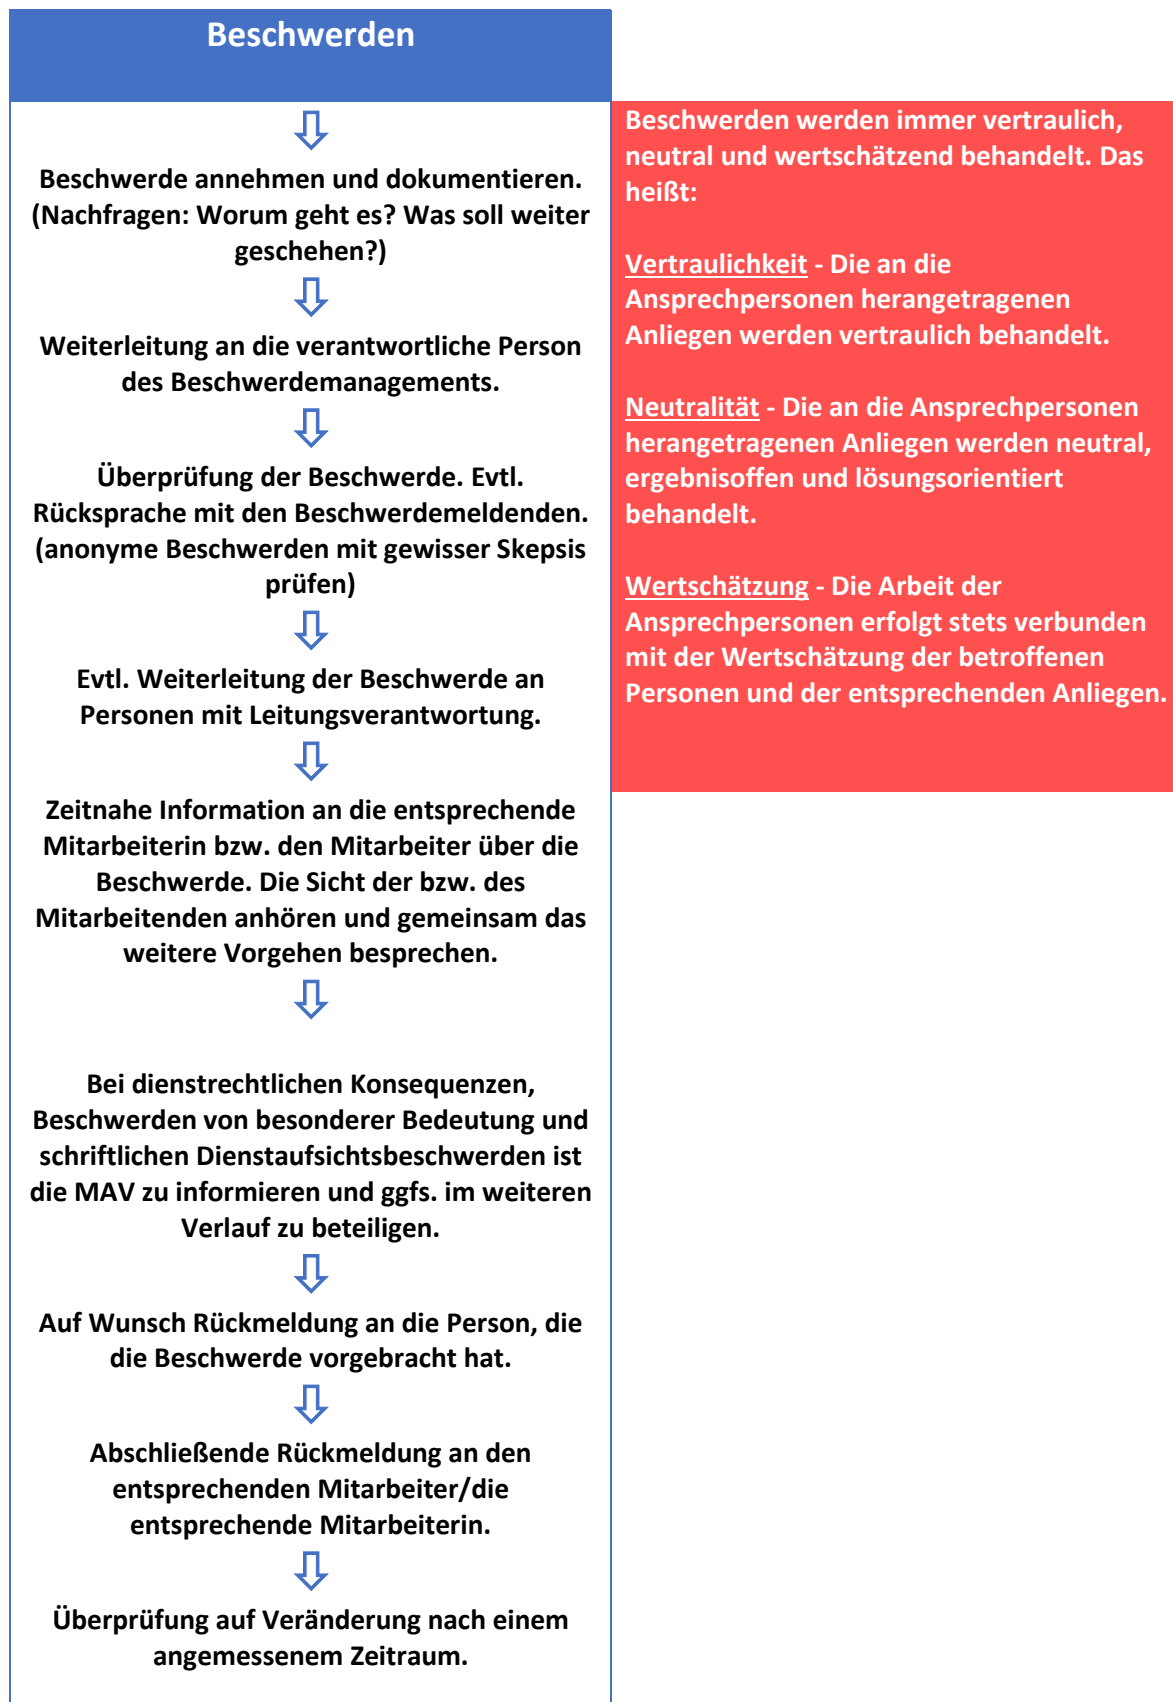 Beschwerden
Beschwerde annehmen und dokumentieren.
(Nachfragen: Worum geht es? Was soll weiter
geschehen?)
Weiterleitung an die verantwortliche Person
des Beschwerdemanagements.
Überprüfung der Beschwerde. Evtl.
Rücksprache mit den Beschwerdemeldenden.
(anonyme Beschwerden mit gewisser Skepsis
prüfen)
Evtl. Weiterleitung der Beschwerde an
Personen mit Leitungsverantwortung.
Zeitnahe Information an die entsprechende
Mitarbeiterin bzw. den Mitarbeiter über die
Beschwerde. Die Sicht der bzw. des
Mitarbeitenden anhören und gemeinsam das
weitere Vorgehen besprechen.
Bei dienstrechtlichen Konsequenzen,
Beschwerden von besonderer Bedeutung und
schriftlichen Dienstaufsichtsbeschwerden ist
die MAV zu informieren und ggfs. im weiteren
Verlauf zu beteiligen.
Auf Wunsch Rückmeldung an die Person, die
die Beschwerde vorgebracht hat.
Abschließende Rückmeldung an den
entsprechenden Mitarbeiter/die
entsprechende Mitarbeiterin.
Überprüfung auf Veränderung nach einem
angemessenem Zeitraum.
Beschwerden werden immer vertraulich,
neutral und wertschätzend behandelt. Das
heißt:
Vertraulichkeit - Die an die
Ansprechpersonen herangetragenen
Anliegen werden vertraulich behandelt.
Neutralität - Die an die Ansprechpersonen
herangetragenen Anliegen werden neutral,
ergebnisoffen und lösungsorientiert
behandelt.
Wertschätzung - Die Arbeit der
Ansprechpersonen erfolgt stets verbunden
mit der Wertschätzung der betroffenen
Personen und der entsprechenden Anliegen.